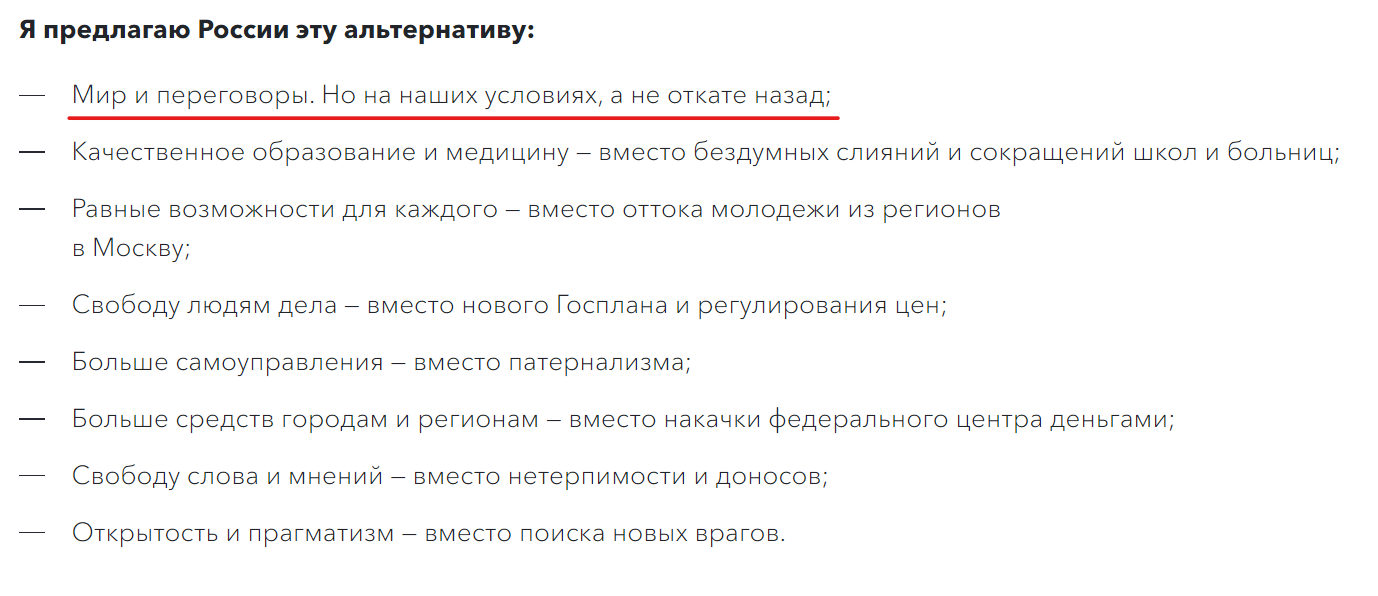 Я предлагаю России эту альтернативу:
— Мир и переговоры. Но на наших условиях, а не откате назад;
— Качественное образование и медицину — вместо бездумных слияний и сокращений школ и больниц;
— Равные возможности для каждого — вместо оттока молодежи из регионов
в Москву;
— Свободу людям дела — вместо нового Госплана и регулирования цен;
— Больше самоуправления — вместо патернализма;
— Больше средств городам и регионам — вместо накачки федерального центра деньгами;
— Свободу слова и мнений — вместо нетерпимости и доносов;
— Открытость и прагматизм — вместо поиска новых врагов.